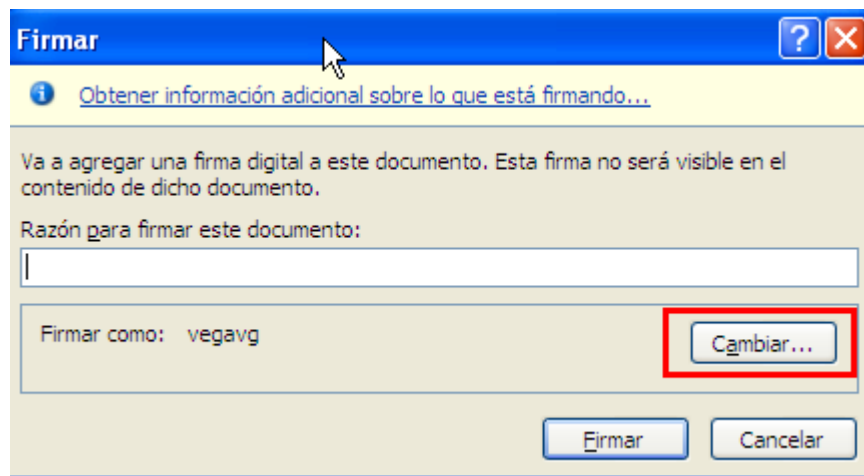 Firmar
Obtener información adicional sobre lo que está firmando...
Va a agregar una firma digital a este documento. Esta firma no será visible en el
contenido de dicho documento.
Razón para firmar este documento:
Firmar como: vegavg
Cambiar...
Firmar Cancelar